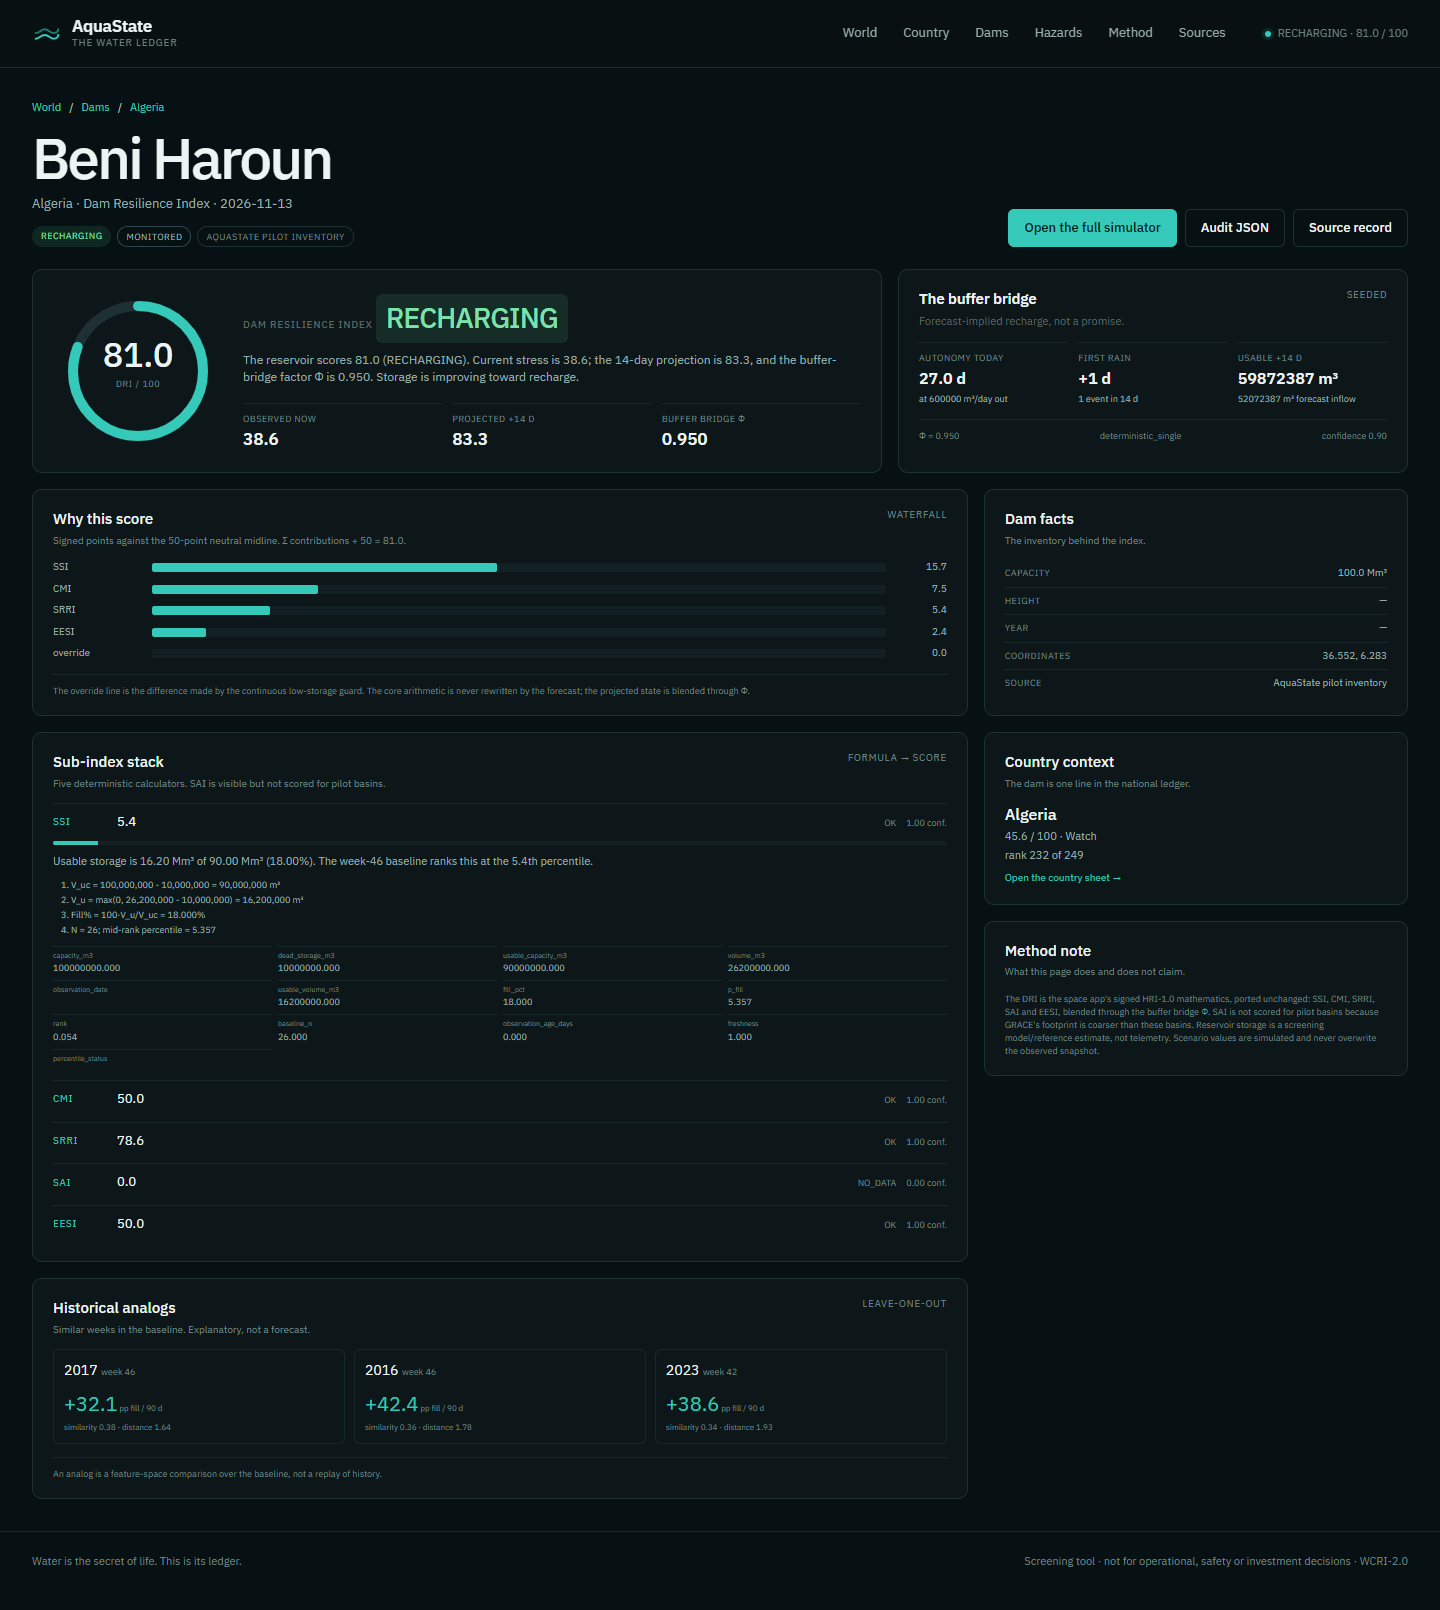 AquaState
THE WATER LEDGER
World Country Dams Hazards Method Sources RECHARGING · 81.0 / 100
World / Dams / Algeria
Beni Haroun
Algeria · Dam Resilience Index · 2026-11-13
RECHARGING MONITORED AQUASTATE PILOT INVENTORY
Open the full simulator Audit JSON Source record
81.0
DRI / 100
DAM RESILIENCE INDEX RECHARGING
The reservoir scores 81.0 (RECHARGING). Current stress is 38.6; the 14-day projection is 83.3, and the buffer-
bridge factor Φ is 0.950. Storage is improving toward recharge.
OBSERVED NOW PROJECTED +14 D BUFFER BRIDGE Φ
38.6 83.3 0.950
The buffer bridge SEEDED
Forecast-implied recharge, not a promise.
AUTONOMY TODAY FIRST RAIN USABLE +14 D
27.0 d +1 d 59872387 m³
at 600000 m³/day out 1 event in 14 d 52072387 m³ forecast inflow
Φ = 0.950 deterministic_single confidence 0.90
Why this score WATERFALL
Signed points against the 50-point neutral midline. Σ contributions + 50 = 81.0.
SSI 15.7
CMI 7.5
SRRI 5.4
EESI 2.4
override 0.0
The override line is the difference made by the continuous low-storage guard. The core arithmetic is never rewritten by the forecast; the projected state is blended through Φ.
Dam facts
The inventory behind the index.
CAPACITY 100.0 Mm³
HEIGHT —
YEAR —
COORDINATES 36.552, 6.283
SOURCE AquaState pilot inventory
Sub-index stack FORMULA → SCORE
Five deterministic calculators. SAI is visible but not scored for pilot basins.
SSI 5.4 OK 1.00 conf.
Usable storage is 16.20 Mm³ of 90.00 Mm³ (18.00%). The week-46 baseline ranks this at the 5.4th percentile.
1. V_uc = 100,000,000 - 10,000,000 = 90,000,000 m³
2. V_u = max(0, 26,200,000 - 10,000,000) = 16,200,000 m³
3. Fill% = 100·V_u/V_uc = 18.000%
4. N = 26; mid-rank percentile = 5.357
capacity_m3 dead_storage_m3 usable_capacity_m3 volume_m3
100000000.000 10000000.000 90000000.000 26200000.000
observation_date usable_volume_m3 fill_pct p_fill
16200000.000 18.000 5.357
rank baseline_n observation_age_days freshness
0.054 26.000 0.000 1.000
percentile_status
CMI 50.0 OK 1.00 conf.
SRRI 78.6 OK 1.00 conf.
SAI 0.0 NO_DATA 0.00 conf.
EESI 50.0 OK 1.00 conf.
Country context
The dam is one line in the national ledger.
Algeria
45.6 / 100 · Watch
rank 232 of 249
Open the country sheet →
Method note
What this page does and does not claim.
The DRI is the space app's signed HRI-1.0 mathematics, ported unchanged: SSI, CMI, SRRI,
SAI and EESI, blended through the buffer bridge Φ. SAI is not scored for pilot basins because
GRACE's footprint is coarser than these basins. Reservoir storage is a screening
model/reference estimate, not telemetry. Scenario values are simulated and never overwrite
the observed snapshot.
Historical analogs LEAVE-ONE-OUT
Similar weeks in the baseline. Explanatory, not a forecast.
2017 week 46 2016 week 46 2023 week 42
+32.1 pp fill / 90 d +42.4 pp fill / 90 d +38.6 pp fill / 90 d
similarity 0.38 · distance 1.64 similarity 0.36 · distance 1.78 similarity 0.34 · distance 1.93
An analog is a feature-space comparison over the baseline, not a replay of history.
Water is the secret of life. This is its ledger. Screening tool · not for operational, safety or investment decisions · WCRI-2.0